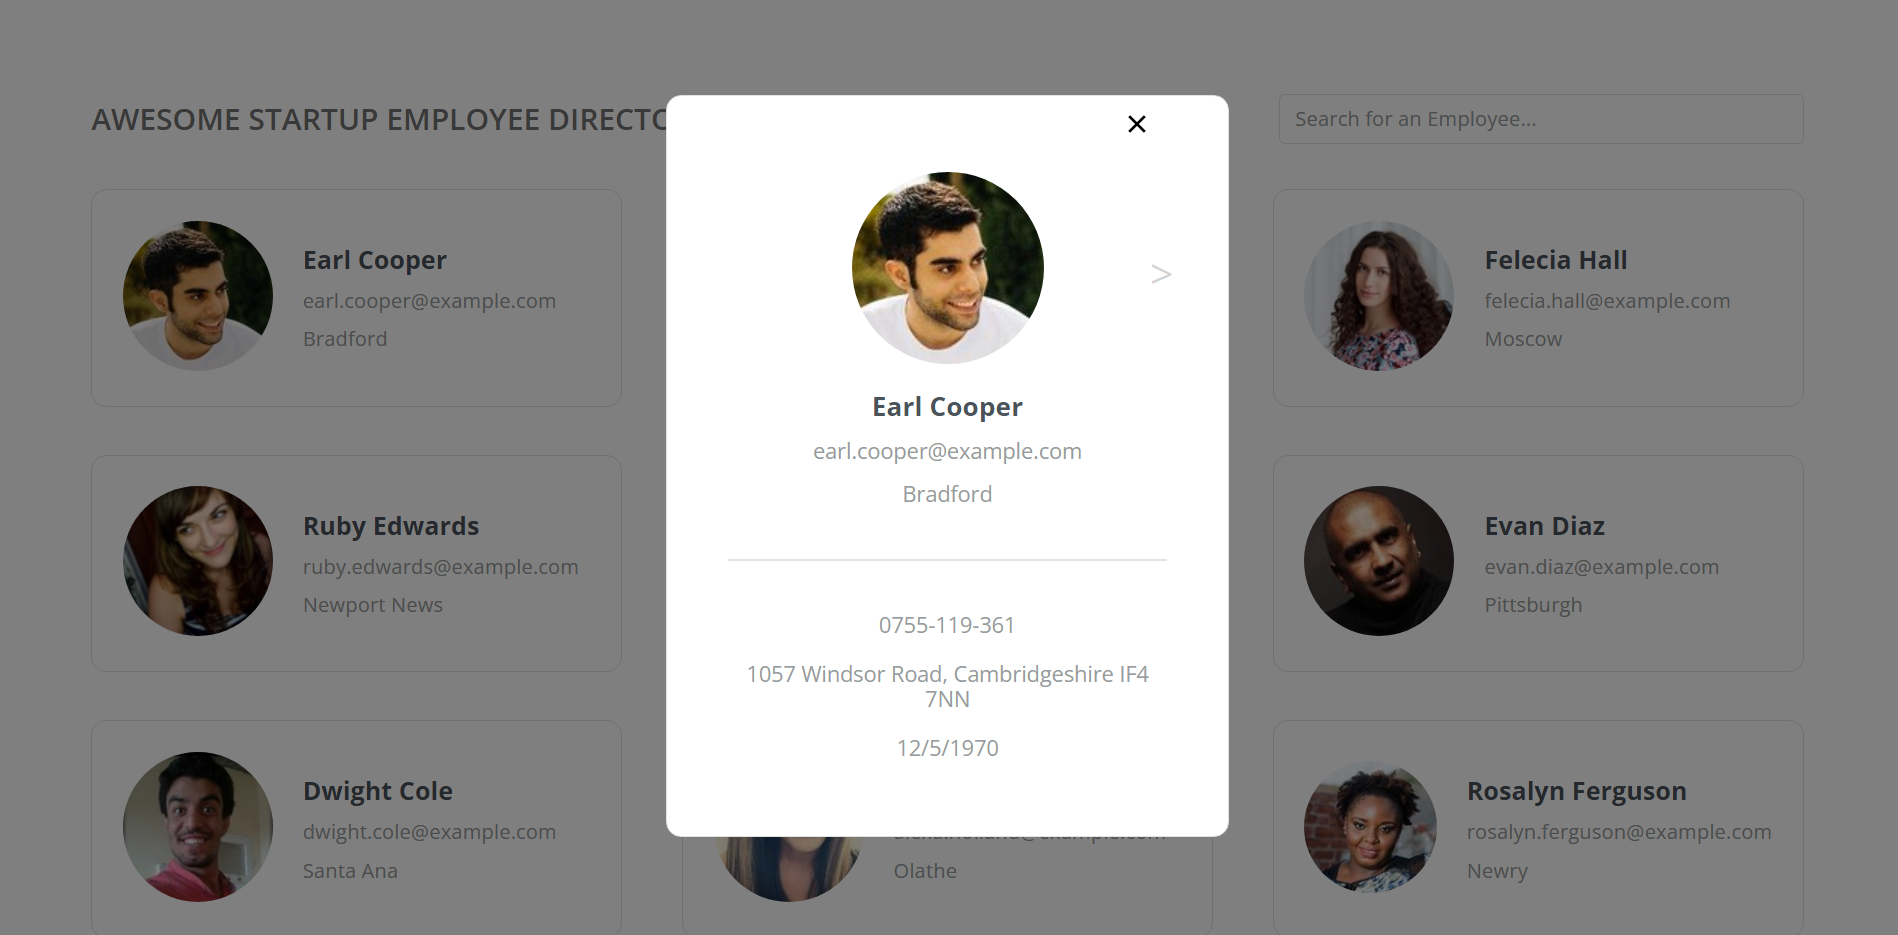 AWESOME STARTUP EMPLOYEE DIRECTO
Search for an Employee...
Earl Cooper
earl.cooper@example.com
Bradford
Felecia Hall
felecia.hall@example.com
Moscow
Ruby Edwards
ruby.edwards@example.com
Newport News
Evan Diaz
evan.diaz@example.com
Pittsburgh
Dwight Cole
dwight.cole@example.com
Santa Ana
Olathe
Rosalyn Ferguson
rosalyn.ferguson@example.com
Newry
×
>
Earl Cooper
earl.cooper@example.com
Bradford
0755-119-361
1057 Windsor Road, Cambridgeshire IF4
7NN
12/5/1970